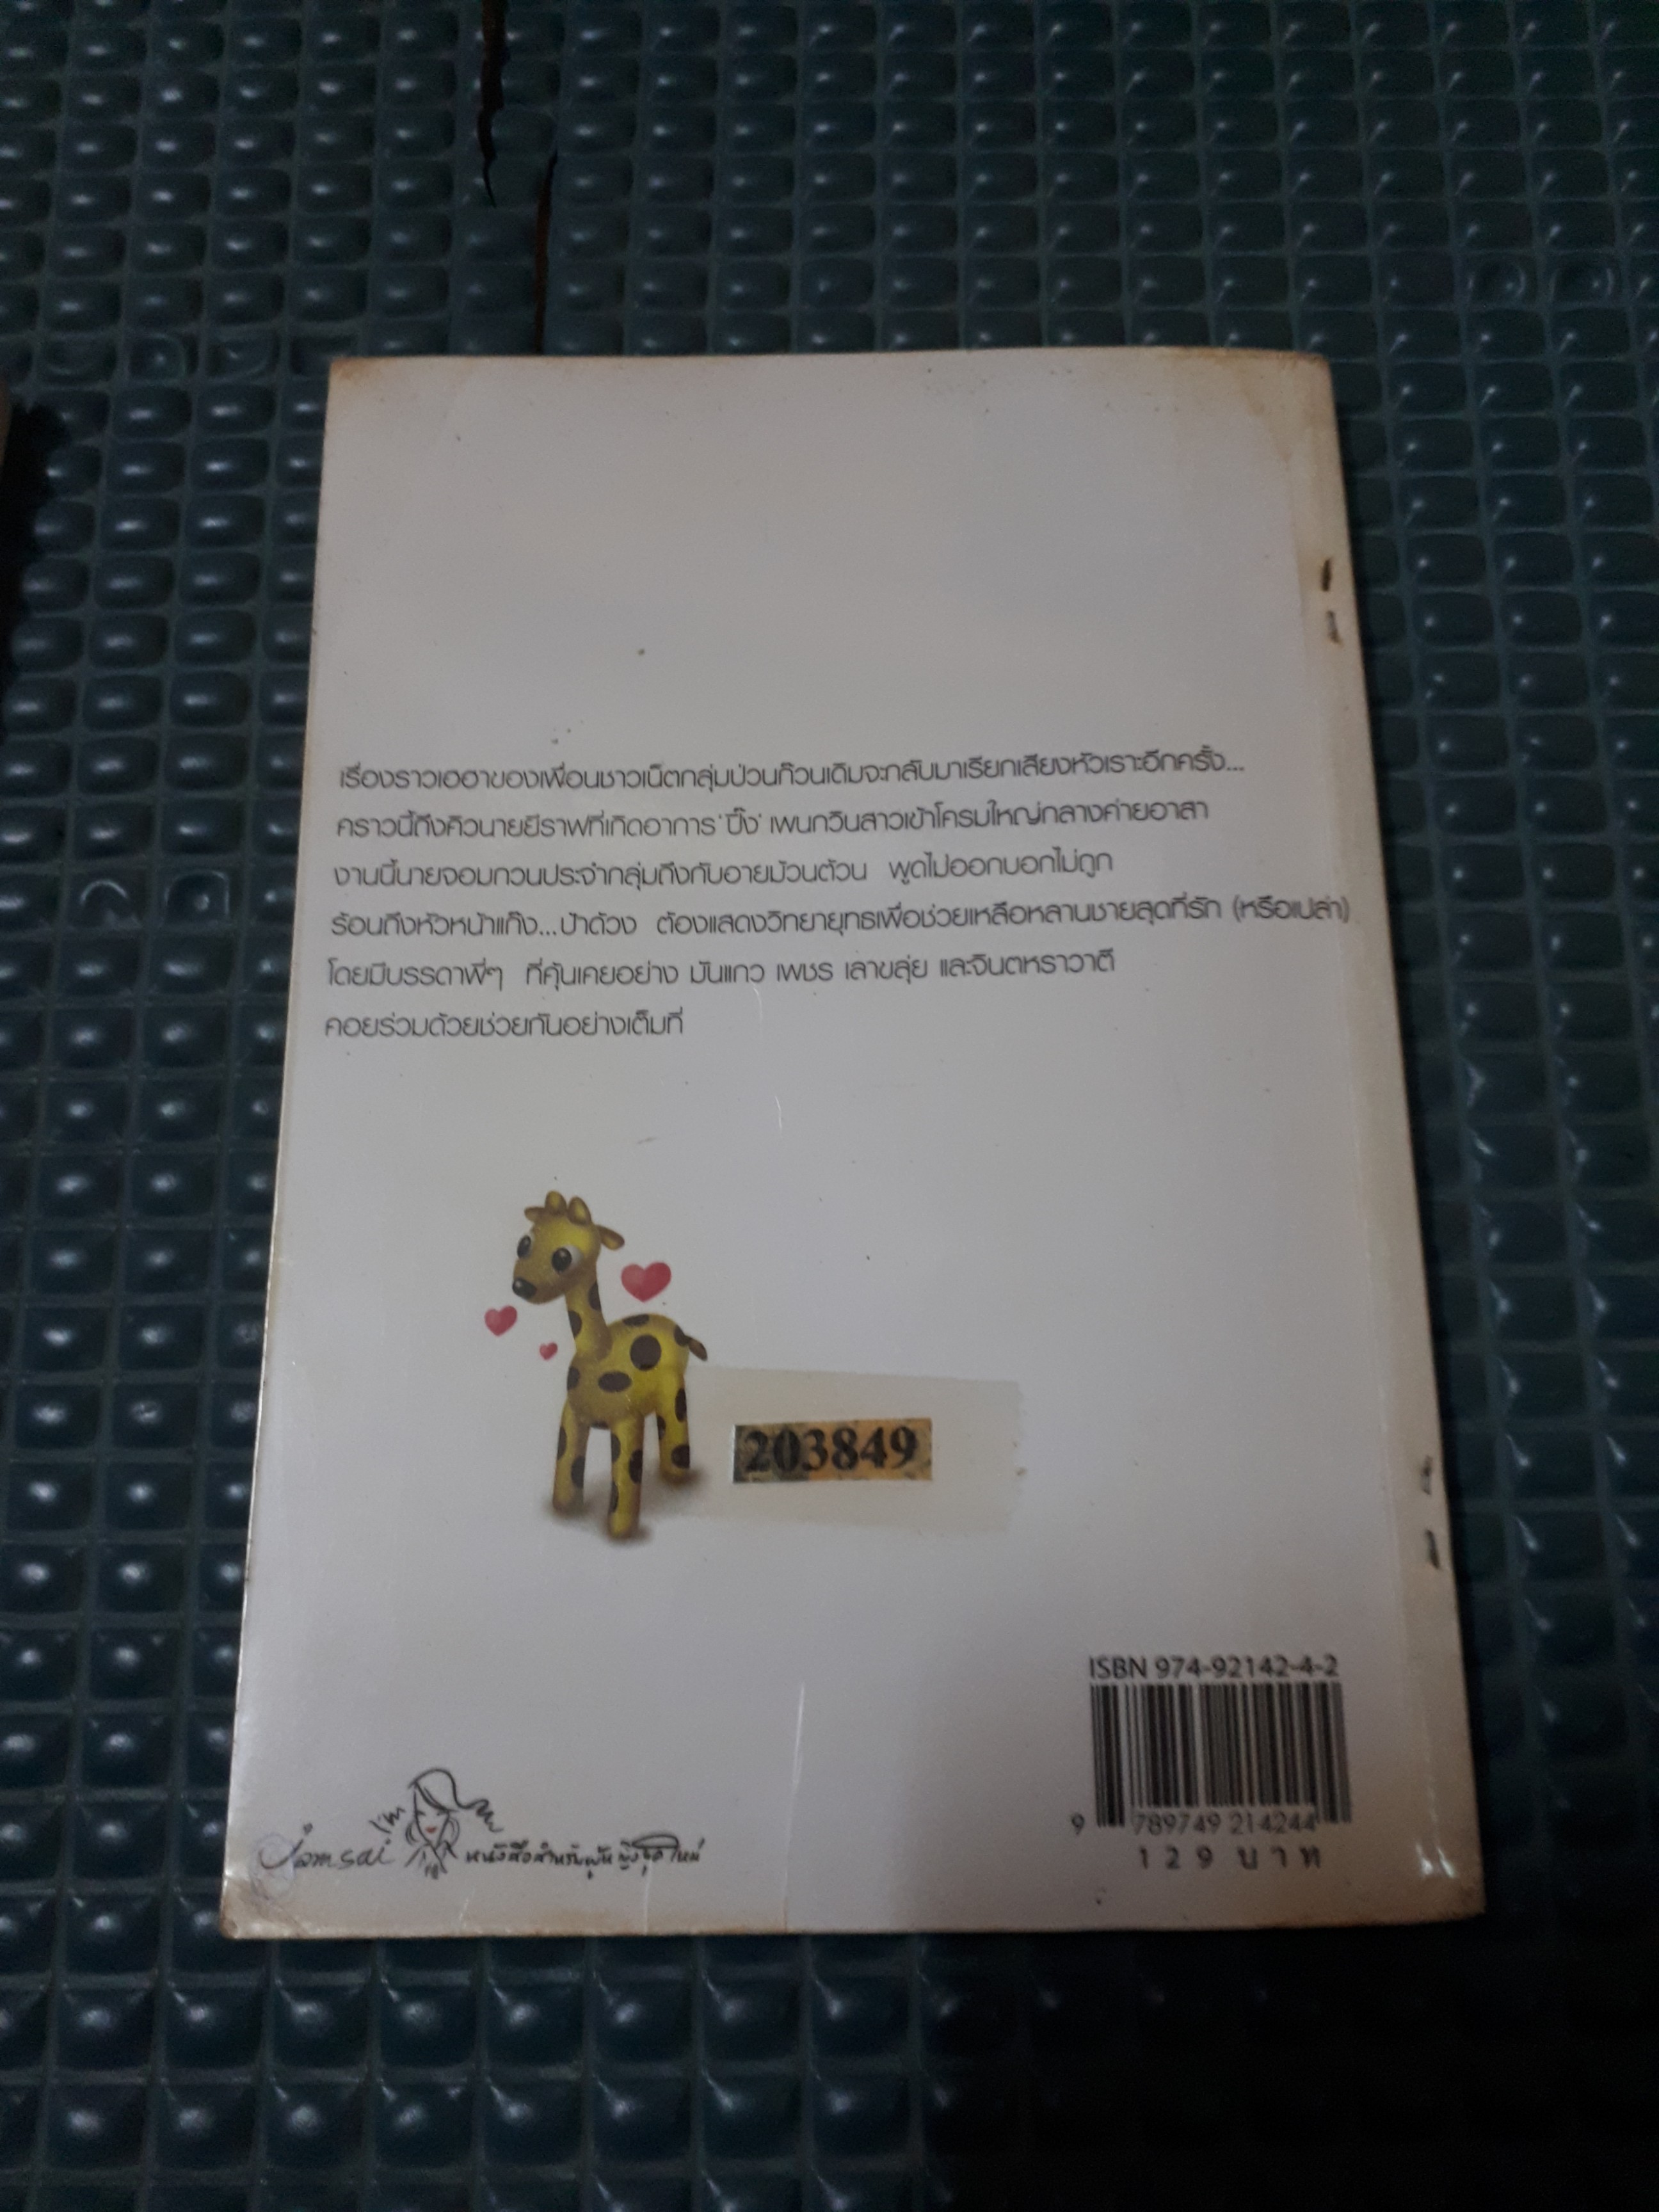 เรื่องราวเฮฮาของเพื่อนชาวเน็ตกลุ่มป่วนก๊วนเดิมจะกลับมาเรียกเสียงหัวเราะอีกครั้ง...
คราวนี้ถึงคิวนายยีราฟที่เกิดอาการ 'ปิ๊ง' เพนกวินสาวเข้าโครมใหญ่กลางค่ายอาสา
งานนี้นายจอมกวนประจำกลุ่มถึงกับอายม้วนต้วน พูดไม่ออกบอกไม่ถูก
ร้อนถึงหัวหน้าแก๊ง...ป้าด้วง ต้องแสดงวิทยายุทธเพื่อช่วยเหลือหลานชายสุดที่รัก (หรือเปล่า)
โดยมีบรรดาพี่ๆ ที่คุ้นเคยอย่าง มันแกว เพชร เลาขลุ่ย และจินตหราวาตี
คอยร่วมด้วยช่วยกันอย่างเต็มที่
203849
ISBN 974-92142-4-2
9 789749 214244
129 บาท
Jamsai I'm หนังสือสำหรับผู้หญิงยุคใหม่